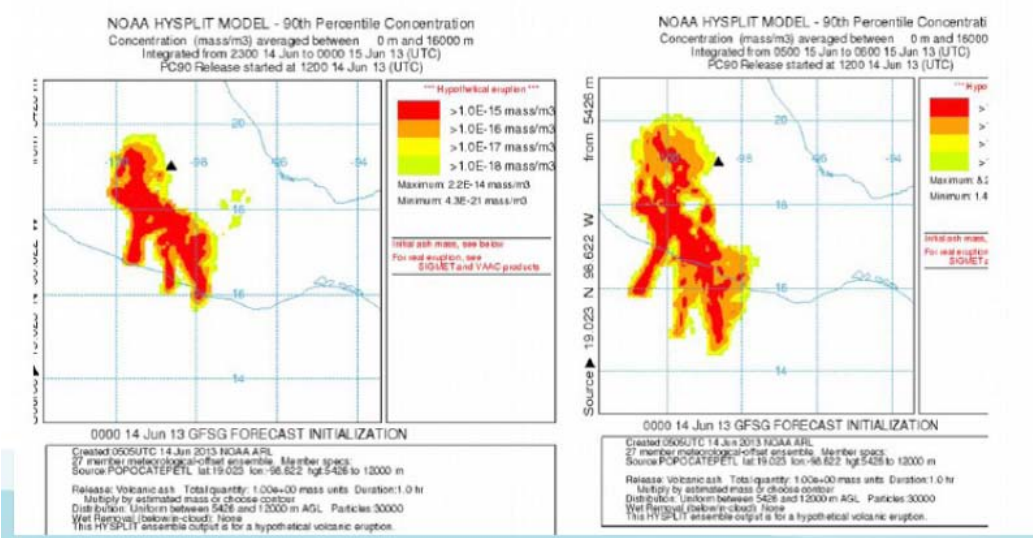 NOAA HYSPLIT MODEL - 90th Percentile Concentration
Concentration (mass/m3) averaged between 0 m and 16000 m
Integrated from 2300 14 Jun to 0000 15 Jun 13 (UTC)
PC90 Release started at 1200 14 Jun 13 (UTC)
*** Hypothetical eruption ***
>1.0E-15 mass/m3
>1.0E-16 mass/m3
>1.0E-17 mass/m3
>1.0E-18 mass/m3
Maximum: 2.2E-14 mass/m3
Minimum: 4.3E-21 mass/m3
Initial ash mass, see below
For real eruption, see
SIGMET and VAAC products
20
-98
-96
-94
18
16
14
0000 14 Jun 13 GFSG FORECAST INITIALIZATION
Created 0505UTC 14 Jun 2013 NOAA ARL
27 member meteorological-offset ensemble. Member specs:
Source:POPOCATEPETL lat:19.023 lon:-98.622 hgt:5426 to 12000 m
Release: Volcanic ash Total quantity: 1.00e+00 mass units Duration:1.0 hr
Multiply by estimated mass or choose contour
Distribution: Uniform between 5426 and 12000 m AGL Particles:30000
Wet Removal (below/in-cloud): None
This HYSPLIT ensemble output is for a hypothetical volcanic eruption.
NOAA HYSPLIT MODEL - 90th Percentile Concentrati
Concentration (mass/m3) averaged between 0 m and 16000
Integrated from 0500 15 Jun to 0600 15 Jun 13 (UTC)
PC90 Release started at 1200 14 Jun 13 (UTC)
Source ▲ 19.023 N 98.622 W from 5426 m
*** Hypo
>
>
>
>
Maximum: 8.2
Minimum: 1.4
Initial ash mass,
For real eruption
20
-98
-96
-94
18
16
14
0000 14 Jun 13 GFSG FORECAST INITIALIZATION
Created 0505UTC 14 Jun 2013 NOAA ARL
27 member meteorological-offset ensemble. Member specs:
Source:POPOCATEPETL lat:19.023 lon:-98.622 hgt:5426 to 12000 m
Release: Volcanic ash Total quantity: 1.00e+00 mass units Duration:1.0 hr
Multiply by estimated mass or choose contour
Distribution: Uniform between 5426 and 12000 m AGL Particles:30000
Wet Removal (below/in-cloud): None
This HYSPLIT ensemble output is for a hypothetical volcanic eruption.